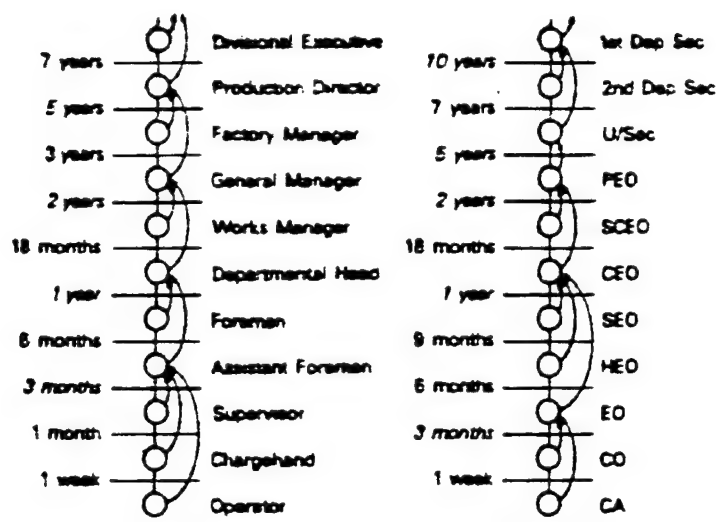 Divisional Executive
7 years
Production Director
5 years
Factory Manager
3 years
General Manager
2 years
Works Manager
18 months
Departmental Head
1 year
Foreman
6 months
Assistant Foreman
3 months
Supervisor
1 month
Chargehand
1 week
Operator
1st Dep Sec
10 years
2nd Dep Sec
7 years
U/Sec
5 years
PEO
2 years
SCEO
18 months
CEO
1 year
SEO
9 months
HEO
6 months
EO
3 months
CO
1 week
CA